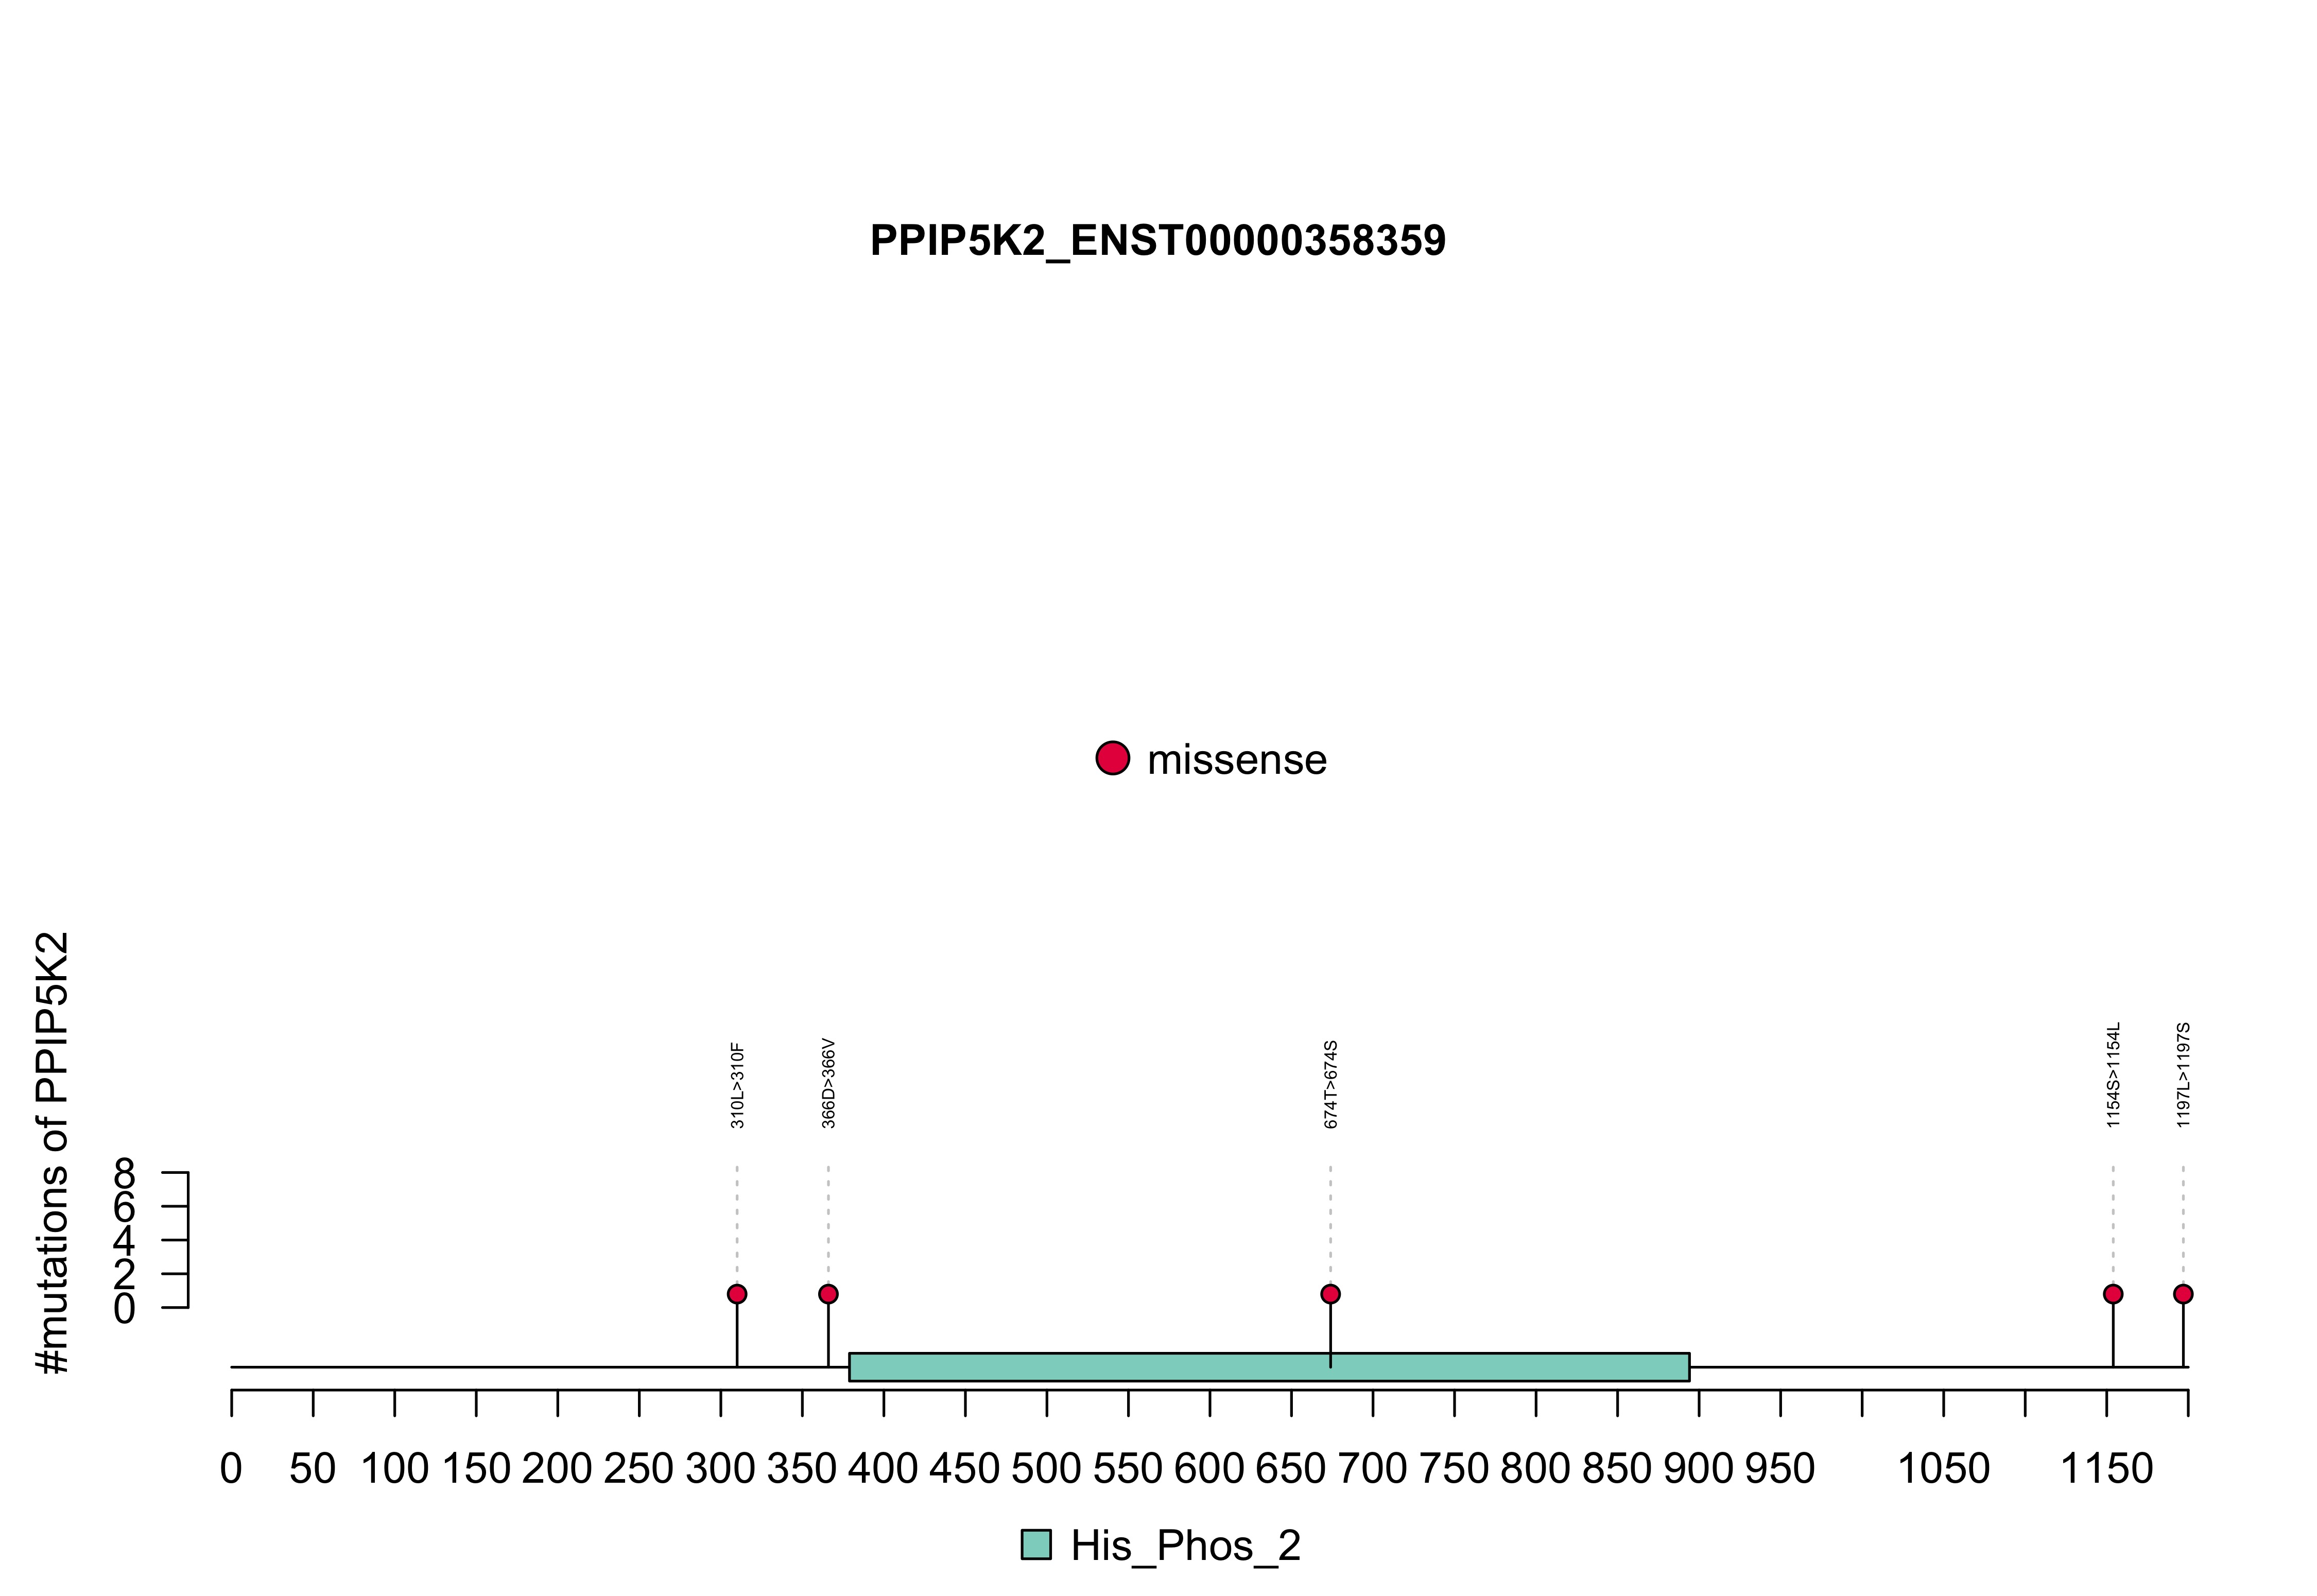 PPIP5K2_ENST00000358359
missense
#mutations of PPIP5K2
310L>310F
366D>366V
674T>674S
1154S>1154L
1197L>1197S
8
6
4
2
0
0 50 100 150 200 250 300 350 400 450 500 550 600 650 700 750 800 850 900 950 1050 1150
His_Phos_2